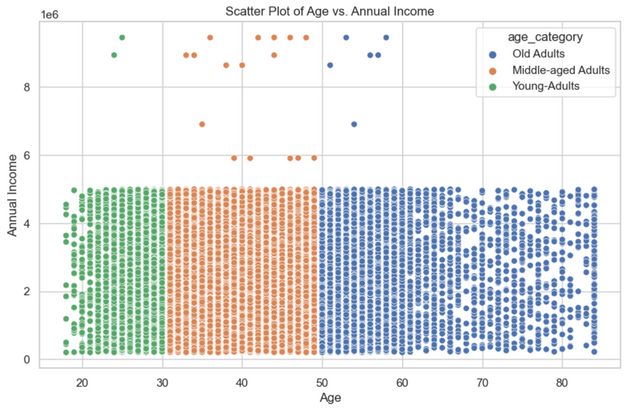 Scatter Plot of Age vs. Annual Income
1e6
age_category
Old Adults
Middle-aged Adults
Young-Adults
8
6
4
2
0
Annual Income
20 30 40 50 60 70 80
Age